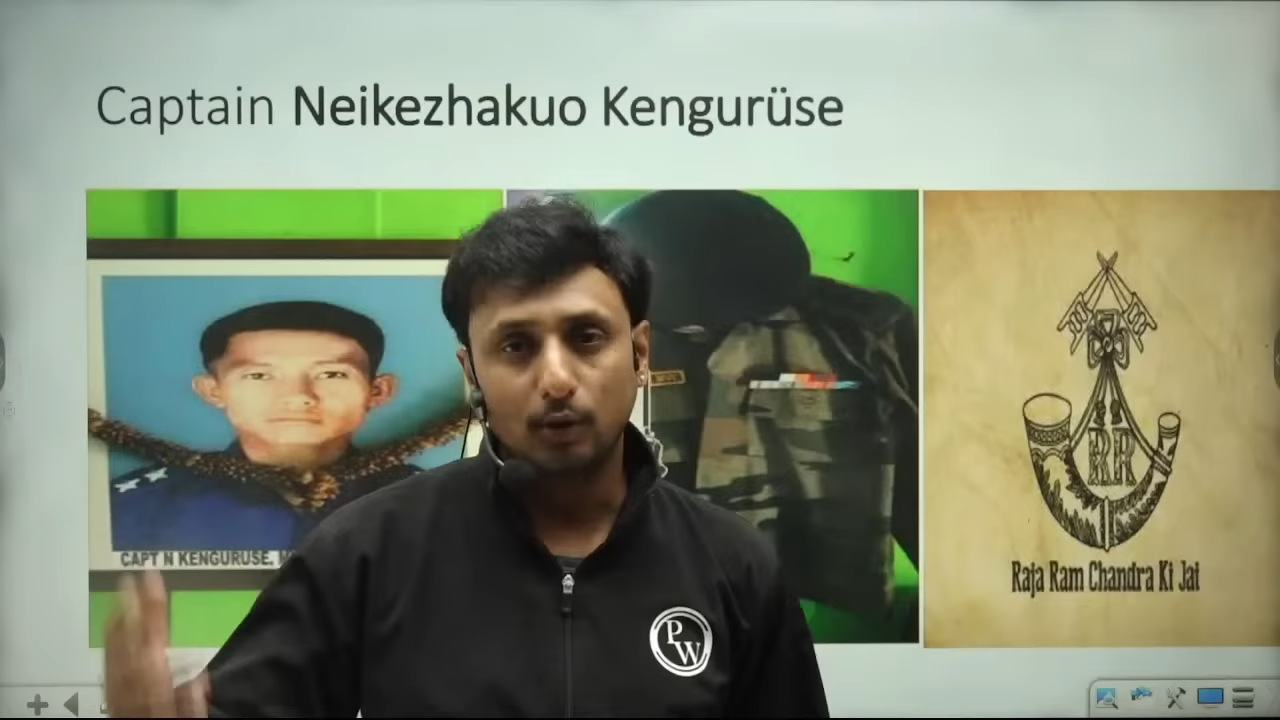 Captain Neikezhakuo Kengurüse
CAPT N KENGURUSE,
RR
Raja Ram Chandra Ki Jai
PW